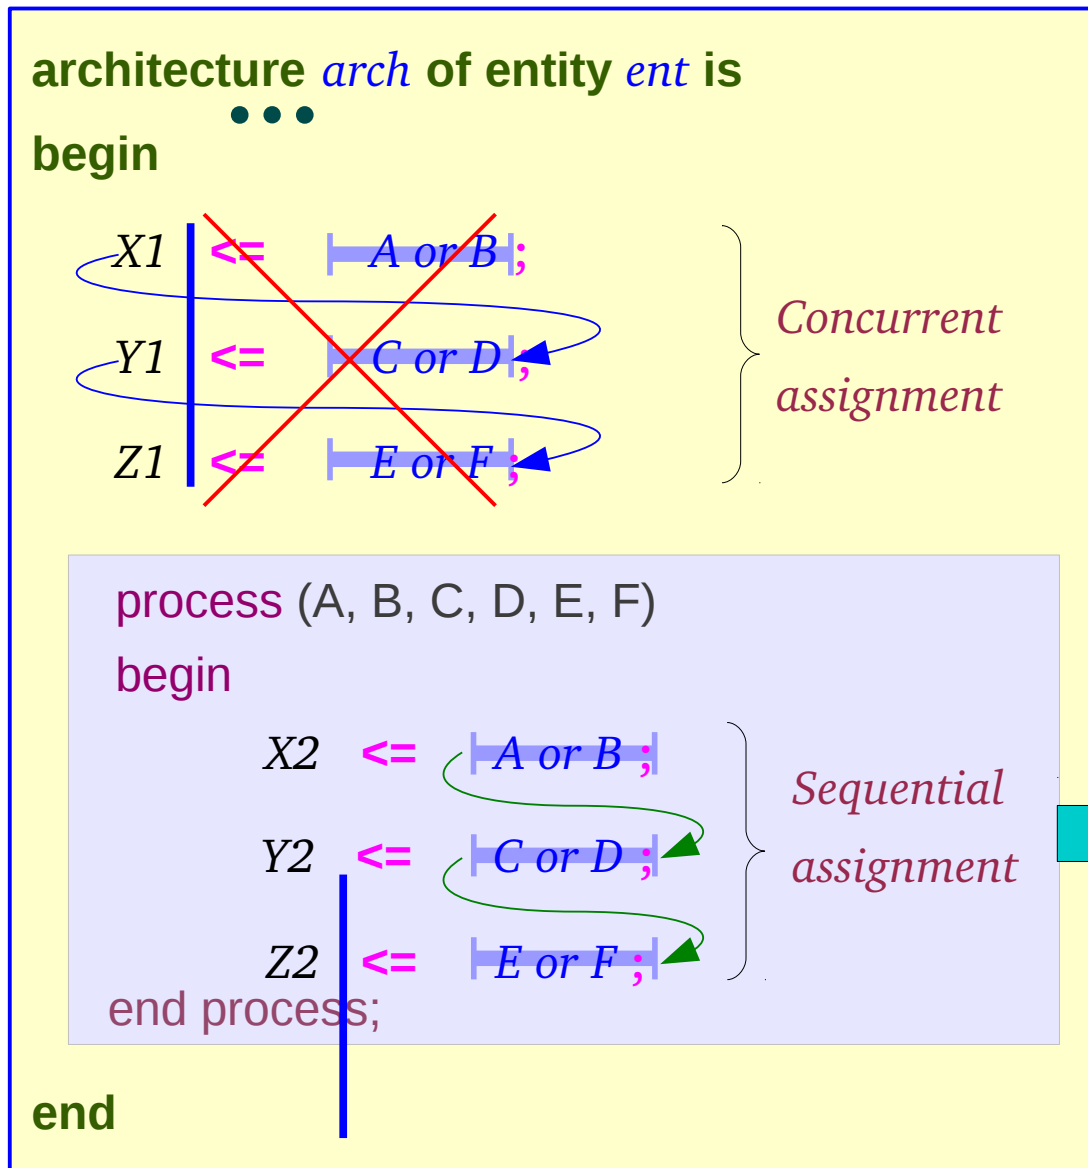 architecture arch of entity ent is
• • •
begin
X1 <= A or B ;
Y1 <= C or D ;
Z1 <= E or F ;
Concurrent
assignment
process (A, B, C, D, E, F)
begin
X2 <= A or B ;
Y2 <= C or D ;
Z2 <= E or F ;
Sequential
assignment
end process;
end